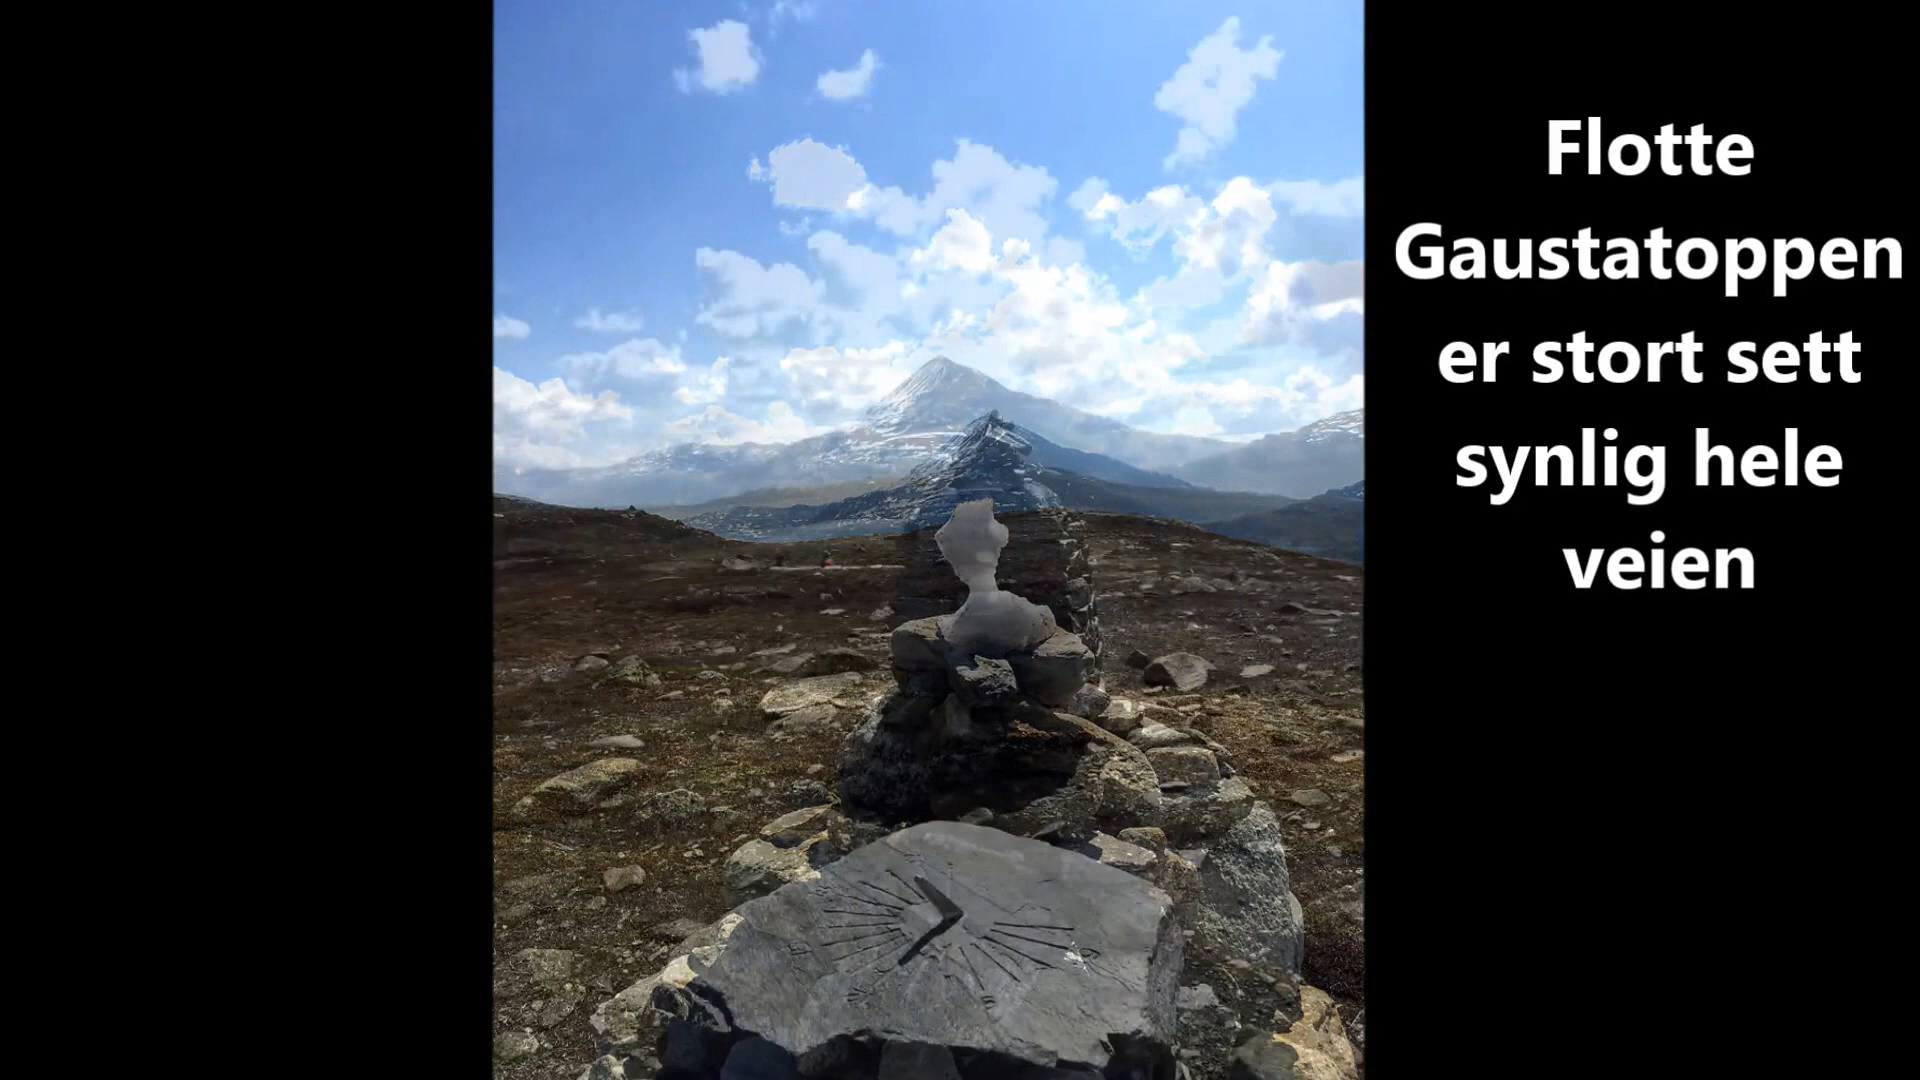 Flotte
Gaustatoppen
er stort sett
synlig hele
veien